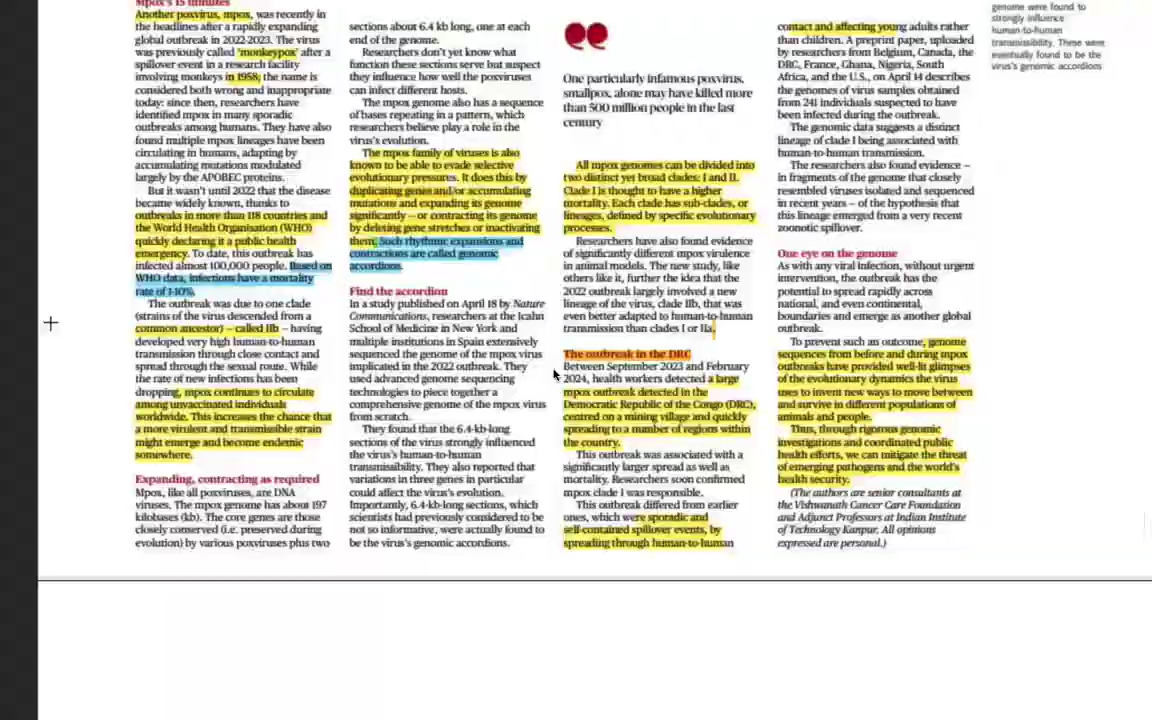 Mpox's 15 minutes
Another poxvirus, mpox, was recently in
the headlines after a rapidly expanding
global outbreak in 2022-2023. The virus
was previously called 'monkeypox' after a
spillover event in a research facility
involving monkeys in 1958; the name is
considered both wrong and inappropriate
today: since then, researchers have
identified mpox in many sporadic
outbreaks among humans. They have also
found multiple mpox lineages have been
circulating in humans, adapting by
accumulating mutations modulated
largely by the APOBEC proteins.
But it wasn't until 2022 that the disease
became widely known, thanks to
outbreaks in more than 118 countries and
the World Health Organisation (WHO)
quickly declaring it a public health
emergency. To date, this outbreak has
infected almost 100,000 people. Based on
WHO data, infections have a mortality
rate of 1-10%.
The outbreak was due to one clade
(strains of the virus descended from a
common ancestor) – called IIb – having
developed very high human-to-human
transmission through close contact and
spread through the sexual route. While
the rate of new infections has been
dropping, mpox continues to circulate
among unvaccinated individuals
worldwide. This increases the chance that
a more virulent and transmissible strain
might emerge and become endemic
somewhere.
Expanding, contracting as required
Mpox, like all poxviruses, are DNA
viruses. The mpox genome has about 197
kilobases (kb). The core genes are those
closely conserved (i.e. preserved during
evolution) by various poxviruses plus two
sections about 6.4 kb long, one at each
end of the genome.
Researchers don't yet know what
function these sections serve but suspect
they influence how well the poxviruses
can infect different hosts.
The mpox genome also has a sequence
of bases repeating in a pattern, which
researchers believe play a role in the
virus's evolution.
The mpox family of viruses is also
known to be able to evade selective
evolutionary pressures. It does this by
duplicating genes and/or accumulating
mutations and expanding its genome
significantly – or contracting its genome
by deleting gene stretches or inactivating
them. Such rhythmic expansions and
contractions are called genomic
accordions.
Find the accordion
In a study published on April 18 by Nature
Communications, researchers at the Icahn
School of Medicine in New York and
multiple institutions in Spain extensively
sequenced the genome of the mpox virus
implicated in the 2022 outbreak. They
used advanced genome sequencing
technologies to piece together a
comprehensive genome of the mpox virus
from scratch.
They found that the 6.4-kb-long
sections of the virus strongly influenced
the virus's human-to-human
transmissibility. They also reported that
variations in three genes in particular
could affect the virus's evolution.
Importantly, 6.4-kb-long sections, which
scientists had previously considered to be
not so informative, were actually found to
be the virus's genomic accordions.
One particularly infamous poxvirus,
smallpox, alone may have killed more
than 500 million people in the last
century
All mpox genomes can be divided into
two distinct yet broad clades: I and II.
Clade I is thought to have a higher
mortality. Each clade has sub-clades, or
lineages, defined by specific evolutionary
processes.
Researchers have also found evidence
of significantly different mpox virulence
in animal models. The new study, like
others like it, further the idea that the
2022 outbreak largely involved a new
lineage of the virus, clade IIb, that was
even better adapted to human-to-human
transmission than clades I or IIa.
The outbreak in the DRC
Between September 2023 and February
2024, health workers detected a large
mpox outbreak detected in the
Democratic Republic of the Congo (DRC),
centred on a mining village and quickly
spreading to a number of regions within
the country.
This outbreak was associated with a
significantly larger spread as well as
mortality. Researchers soon confirmed
mpox clade I was responsible.
This outbreak differed from earlier
ones, which were sporadic and
self-contained spillover events, by
spreading through human-to-human
contact and affecting young adults rather
than children. A preprint paper, uploaded
by researchers from Belgium, Canada, the
DRC, France, Ghana, Nigeria, South
Africa, and the U.S., on April 14 describes
the genomes of virus samples obtained
from 241 individuals suspected to have
been infected during the outbreak.
The genomic data suggests a distinct
lineage of clade I being associated with
human-to-human transmission.
The researchers also found evidence –
in fragments of the genome that closely
resembled viruses isolated and sequenced
in recent years – of the hypothesis that
this lineage emerged from a very recent
zoonotic spillover.
One eye on the genome
As with any viral infection, without urgent
intervention, the outbreak has the
potential to spread rapidly across
national, and even continental,
boundaries and emerge as another global
outbreak.
To prevent such an outcome, genome
sequences from before and during mpox
outbreaks have provided well-lit glimpses
of the evolutionary dynamics the virus
uses to invent new ways to move between
and survive in different populations of
animals and people.
Thus, through rigorous genomic
investigations and coordinated public
health efforts, we can mitigate the threat
of emerging pathogens and the world's
health security.
(The authors are senior consultants at
the Vishwanath Cancer Care Foundation
and Adjunct Professors at Indian Institute
of Technology Kanpur. All opinions
expressed are personal.)
genome were found to
strongly influence
human-to-human
transmissibility. These were
eventually found to be the
virus's genomic accordions